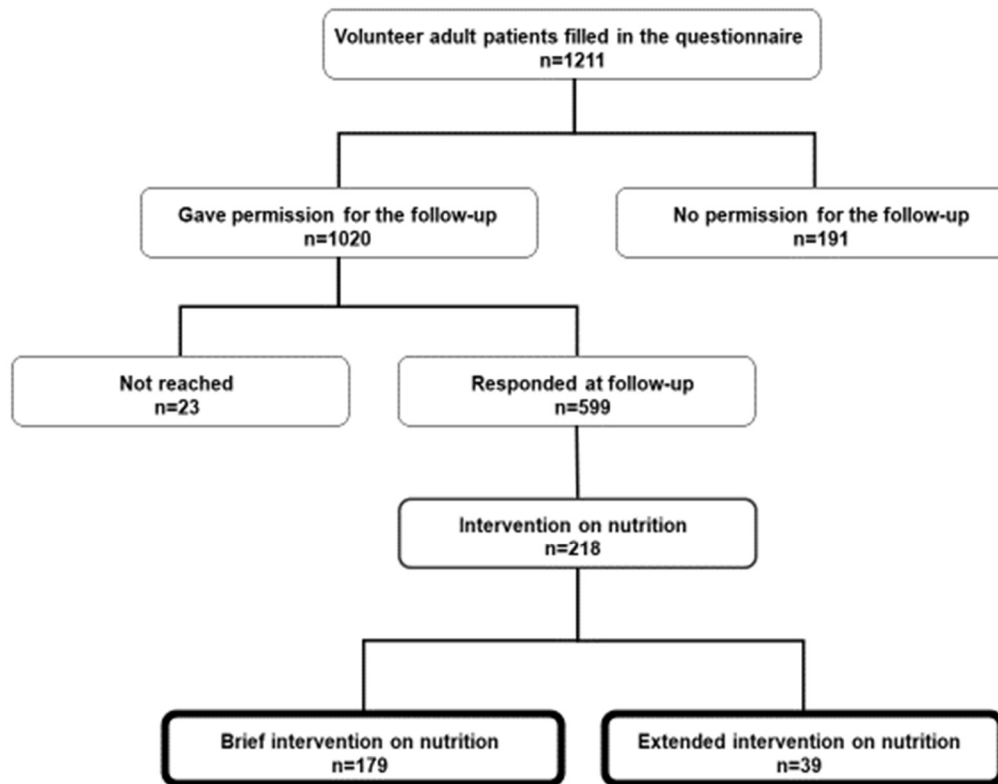 Volunteer adult patients filled in the questionnaire
n=1211
Gave permission for the follow-up
n=1020
No permission for the follow-up
n=191
Not reached
n=23
Responded at follow-up
n=599
Intervention on nutrition
n=218
Brief intervention on nutrition
n=179
Extended intervention on nutrition
n=39